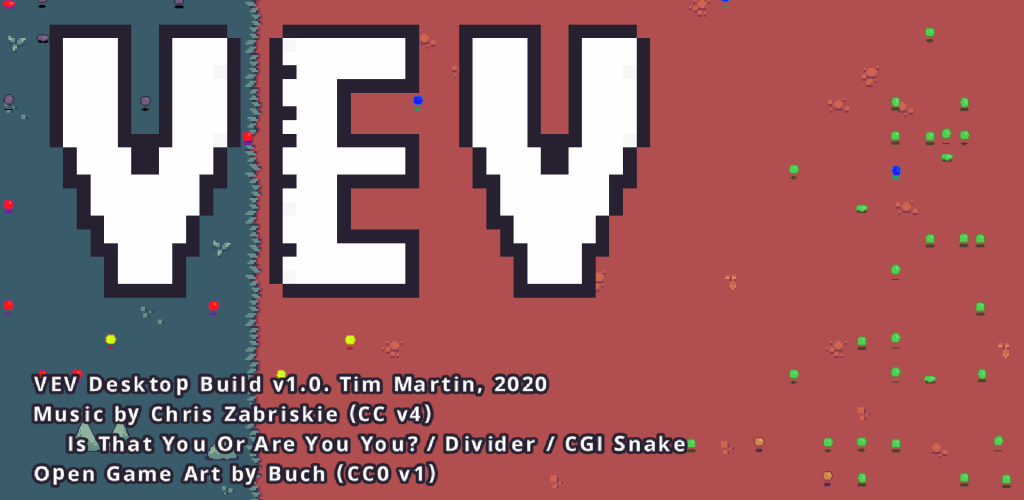 VEV
VEV Desktop Build v1.0. Tim Martin, 2020
Music by Chris Zabriskie (CC v4)
Is That You Or Are You You? / Divider / CGI Snake
Open Game Art by Buch (CC0 v1)